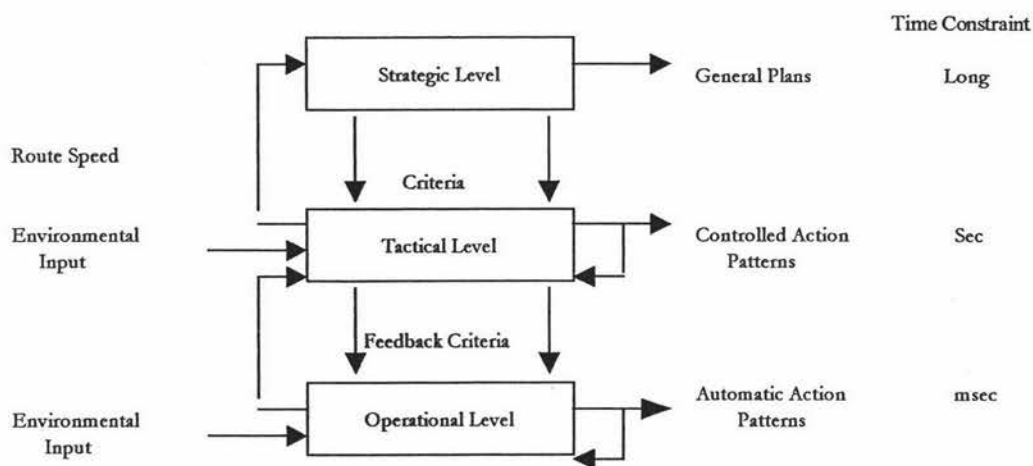 Time Constraint
Strategic Level
General Plans
Long
Route Speed
Criteria
Environmental
Input
Tactical Level
Controlled Action
Patterns
Sec
Feedback Criteria
Environmental
Input
Operational Level
Automatic Action
Patterns
msec